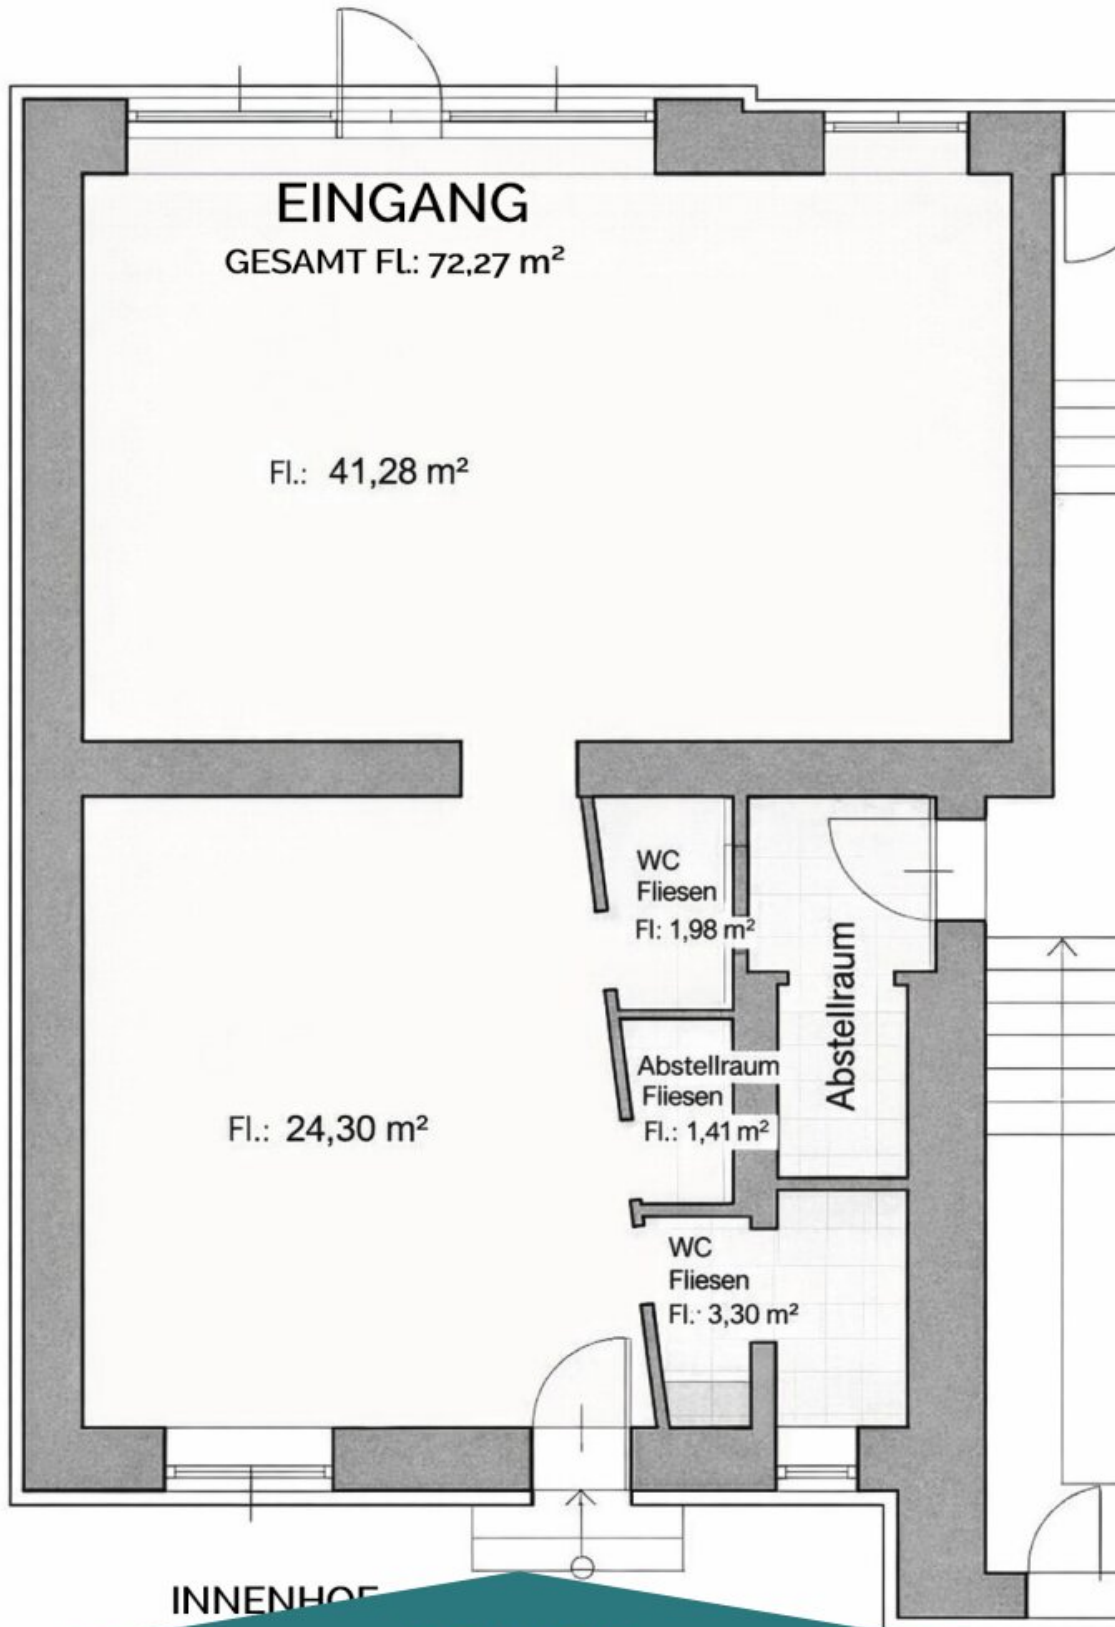 EINGANG
GESAMT Fl.: 72,27 m²
Fl.: 41,28 m²
WC
Fliesen
Fl: 1,98 m²
Abstellraum
Abstellraum
Fliesen
Fl.: 1,41 m²
Fl.: 24,30 m²
WC
Fliesen
Fl.: 3,30 m²
INNENHOF